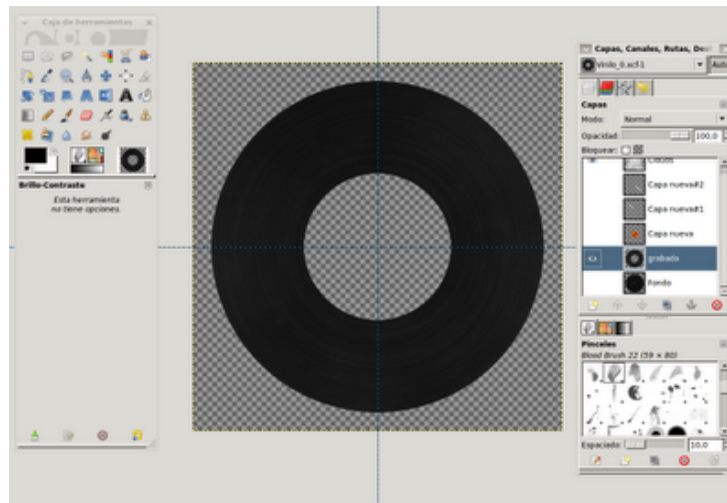 Caja de herramientas
Brillo-Contraste
Esta herramienta
no tiene opciones.
Capas, Canales, Rutas, Des
Vinilo_0.xcf-1
Auto
Capas
Modo: Normal
Opacidad: 100.0
Bloquear:
Clouds
Capa nueva#2
Capa nueva#1
Capa nueva
grabado
Fondo
Pinceles
Blood Brush 22 (59 × 80)
Espaciado: 10.0